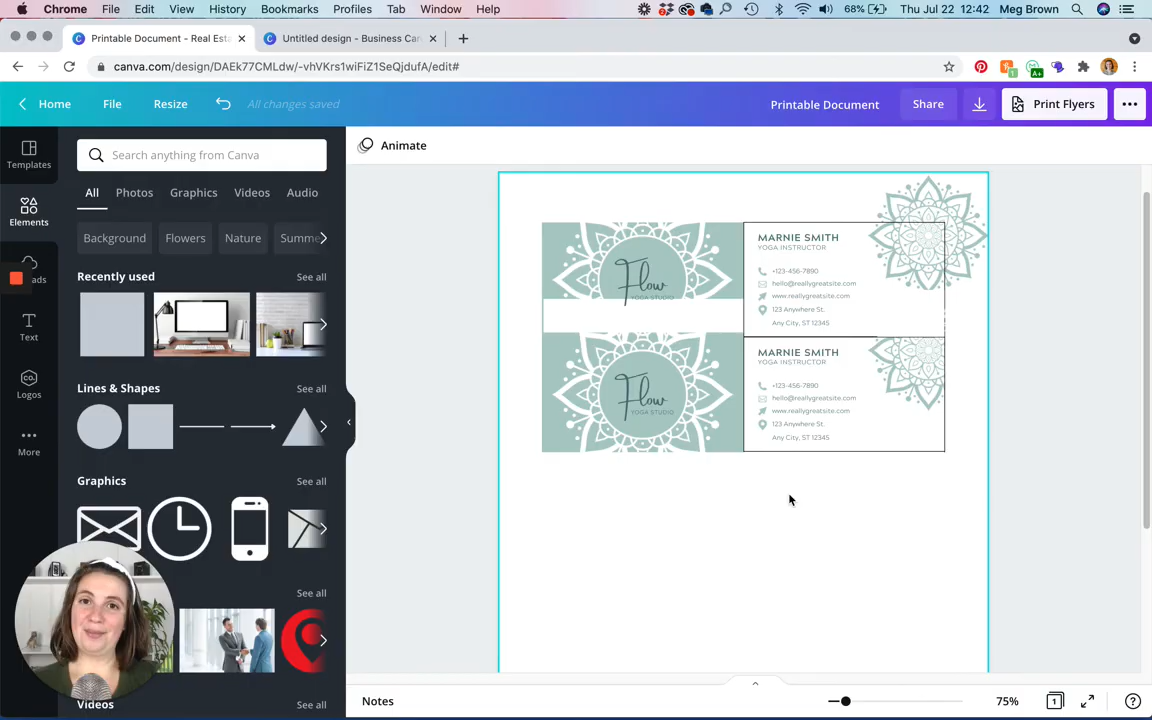 Chrome File Edit View History Bookmarks Profiles Tab Window Help 68% Thu Jul 22 12:42 Meg Brown
Printable Document - Real Esta
Untitled design - Business Car
canva.com/design/DAEk77CMLdw/-vhVKrs1wiFiZ1SeQjdufA/edit#
Home File Resize All changes saved Printable Document Share Print Flyers
Templates
Elements
ads
Text
Logos
CO.
More
Search anything from Canva
All Photos Graphics Videos Audio
Background Flowers Nature Summe
Recently used See all
Lines & Shapes See all
Graphics See all
See all
Videos See all
Animate
Flow
YOGA STUDIO
MARNIE SMITH
YOGA INSTRUCTOR
+123-456-7890
hello@reallygreatsite.com
www.reallygreatsite.com
123 Anywhere St.
Any City, ST 12345
Flow
YOGA STUDIO
MARNIE SMITH
YOGA INSTRUCTOR
+123-456-7890
hello@reallygreatsite.com
www.reallygreatsite.com
123 Anywhere St.
Any City, ST 12345
Notes 75% 1